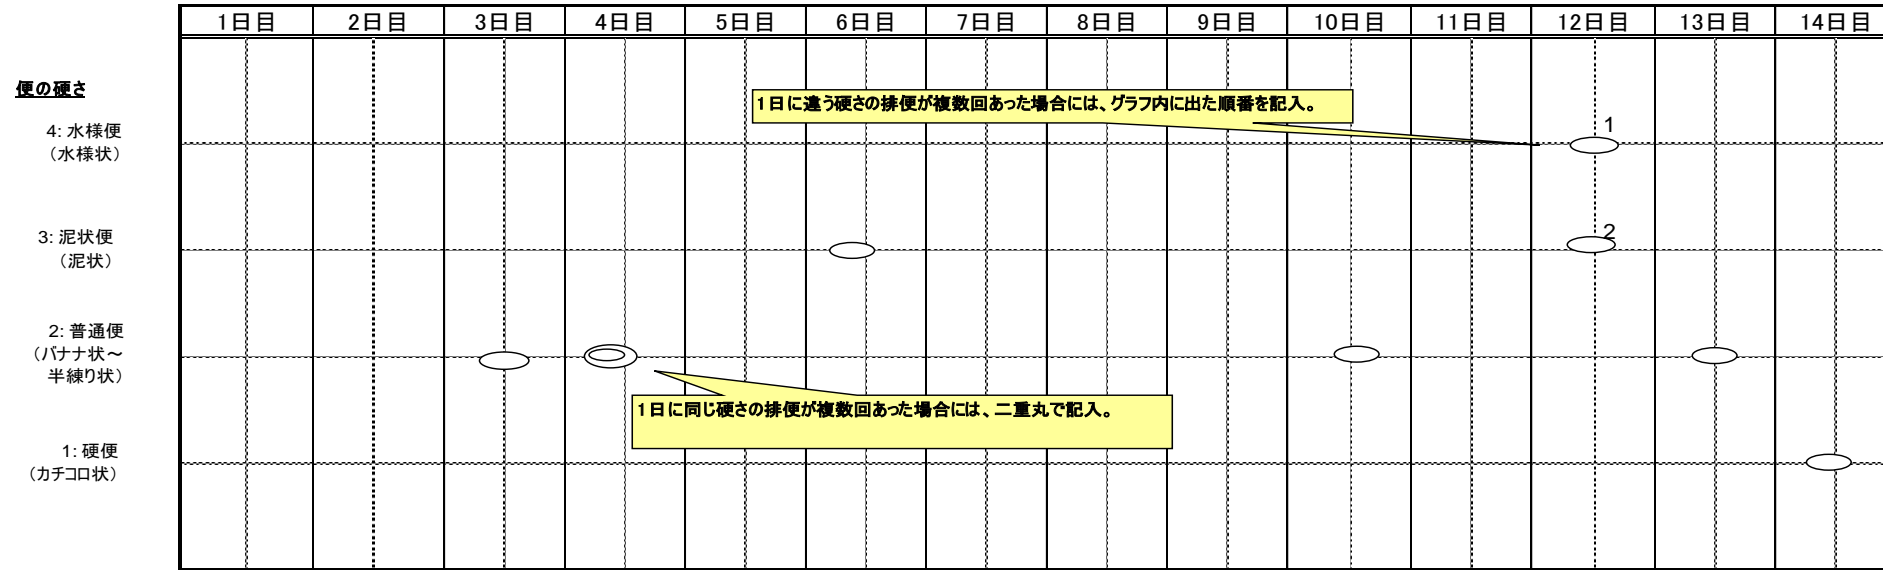 1日目 2日目 3日目 4日目 5日目 6日目 7日目 8日目 9日目 10日目 11日目 12日目 13日目 14日目
便の硬さ
1日に違う硬さの排便が複数回あった場合には、グラフ内に出た順番を記入。
4: 水様便
（水様状）
1
3: 泥状便
（泥状）
2
2: 普通便
（バナナ状～
半練り状）
1日に同じ硬さの排便が複数回あった場合には、二重丸で記入。
1: 硬便
（カチコロ状）